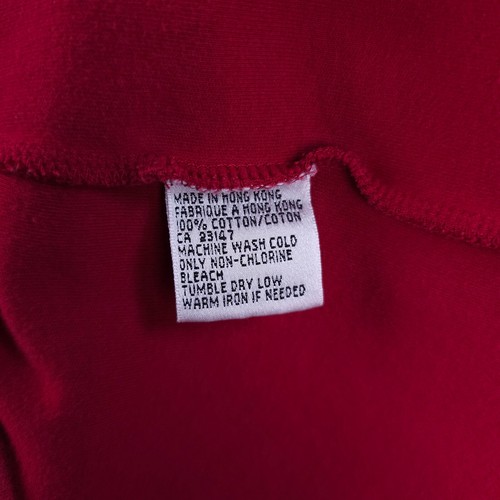 MADE IN HONG KONG
FABRIQUE A HONG KONG
100% COTTON/COTON
CA 23147
MACHINE WASH COLD
ONLY NON-CHLORINE
BLEACH
TUMBLE DRY LOW
WARM IRON IF NEEDED